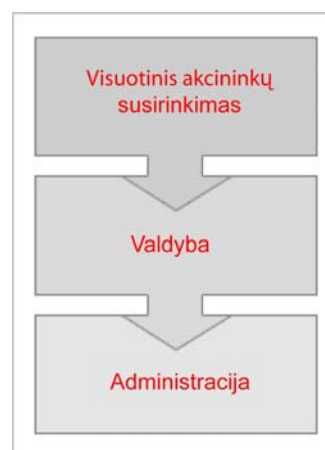 Visuotinis akcininkų
susirinkimas
Valdyba
Administracija